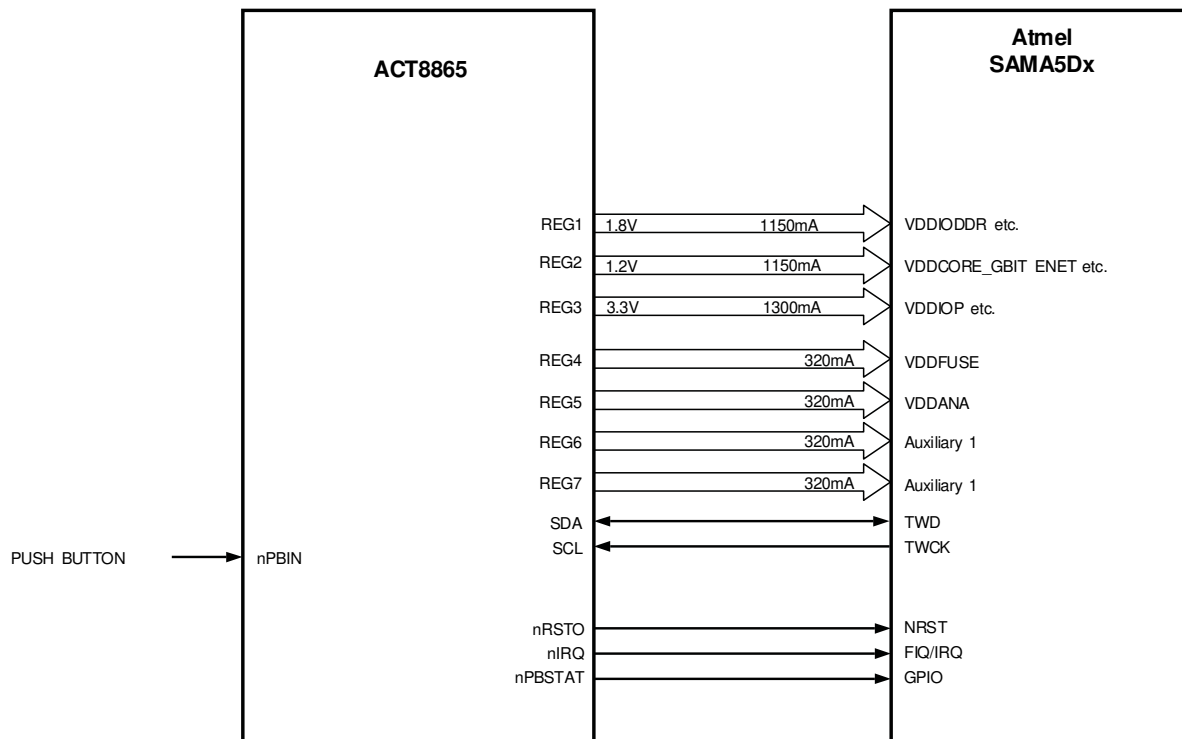 ACT8865
Atmel
SAMA5Dx
REG1 1.8V 1150mA VDDIODDR etc.
REG2 1.2V 1150mA VDDCORE_GBIT ENET etc.
REG3 3.3V 1300mA VDDIOP etc.
REG4 320mA VDDFUSE
REG5 320mA VDDANA
REG6 320mA Auxiliary 1
REG7 320mA Auxiliary 1
SDA TWD
SCL TWCK
PUSH BUTTON nPBIN
nRSTO NRST
nIRQ FIQ/IRQ
nPBSTAT GPIO